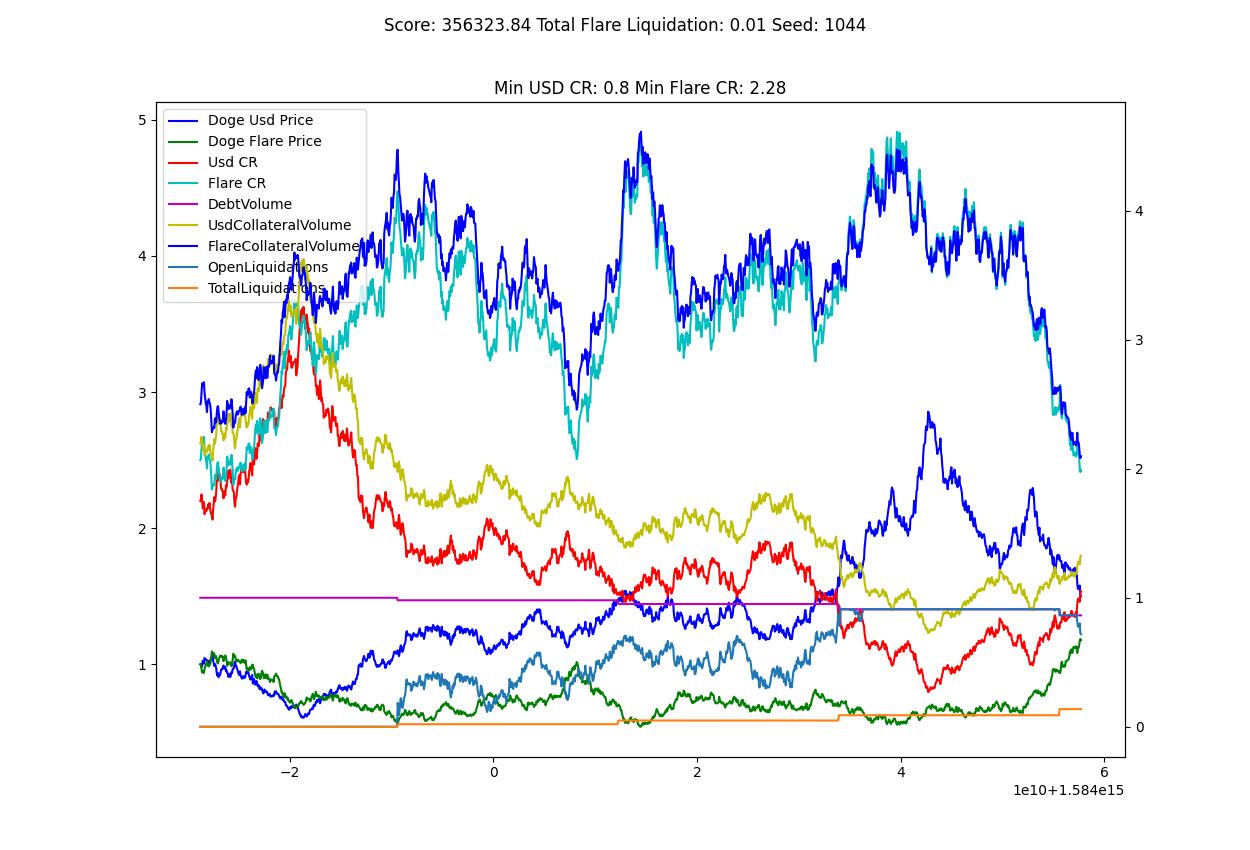 Score: 356323.84 Total Flare Liquidation: 0.01 Seed: 1044
Min USD CR: 0.8 Min Flare CR: 2.28
Doge Usd Price
Doge Flare Price
Usd CR
Flare CR
DebtVolume
UsdCollateralVolume
FlareCollateralVolume
OpenLiquidations
TotalLiquidations
5
4
3
2
1
4
3
2
1
0
−2
0
2
4
6
1e10+1.584e15